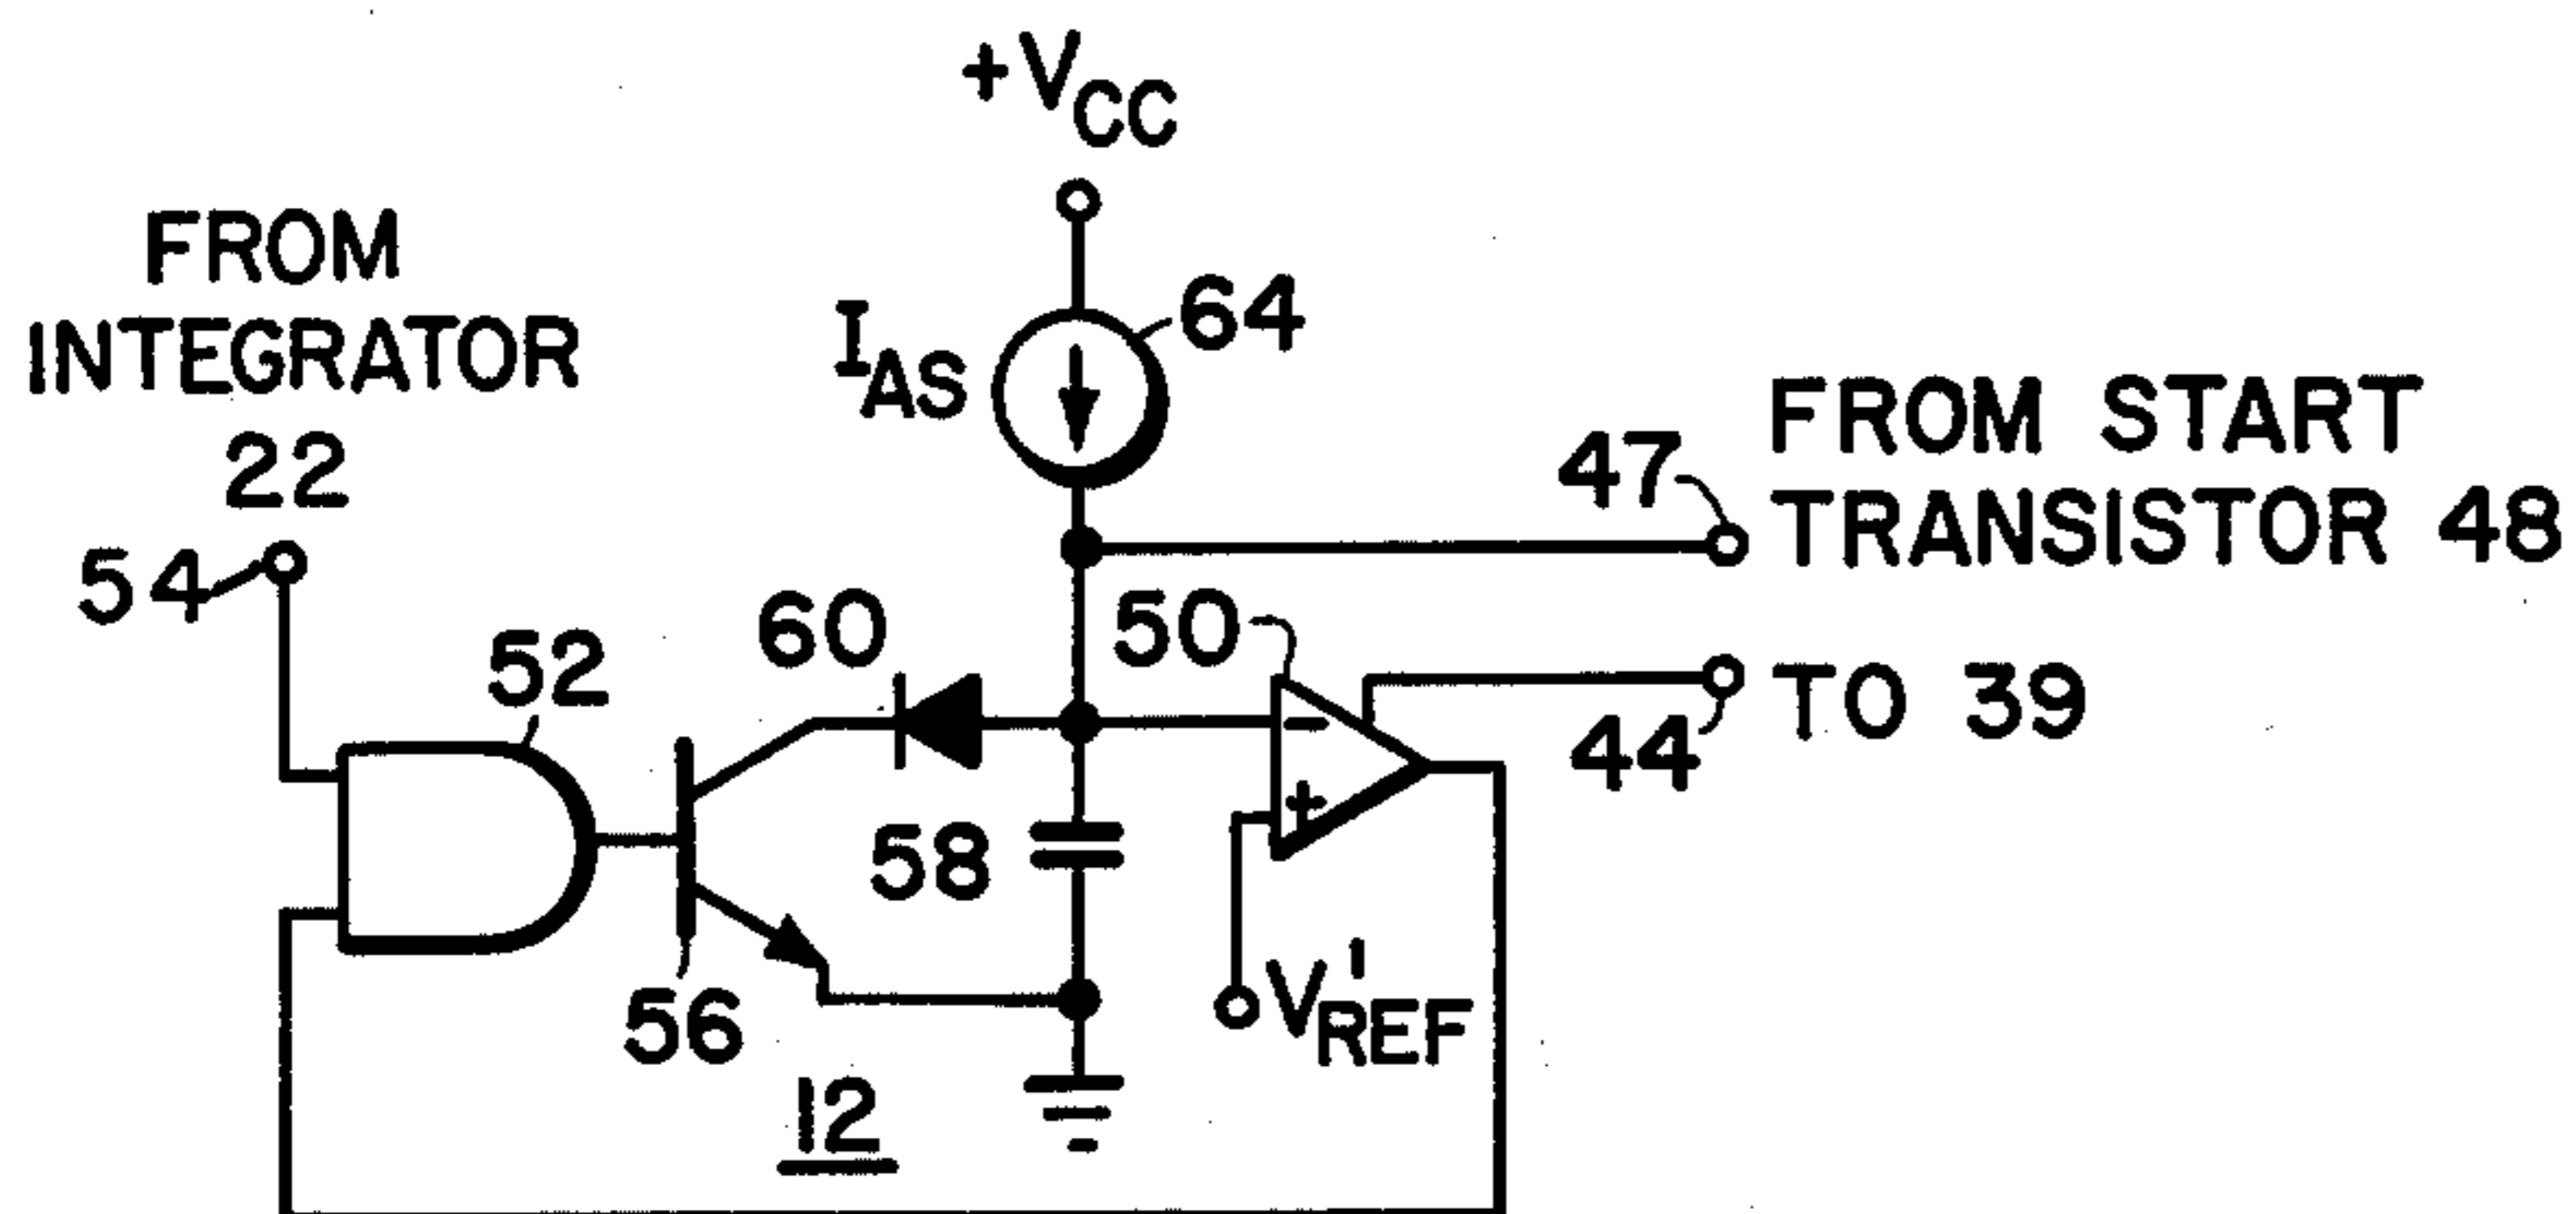 +VCC
FROM
INTEGRATOR
22
54
IAS
64
47
FROM START
TRANSISTOR 48
52
60
50
44
TO 39
58
56
V'REF
12
−
+